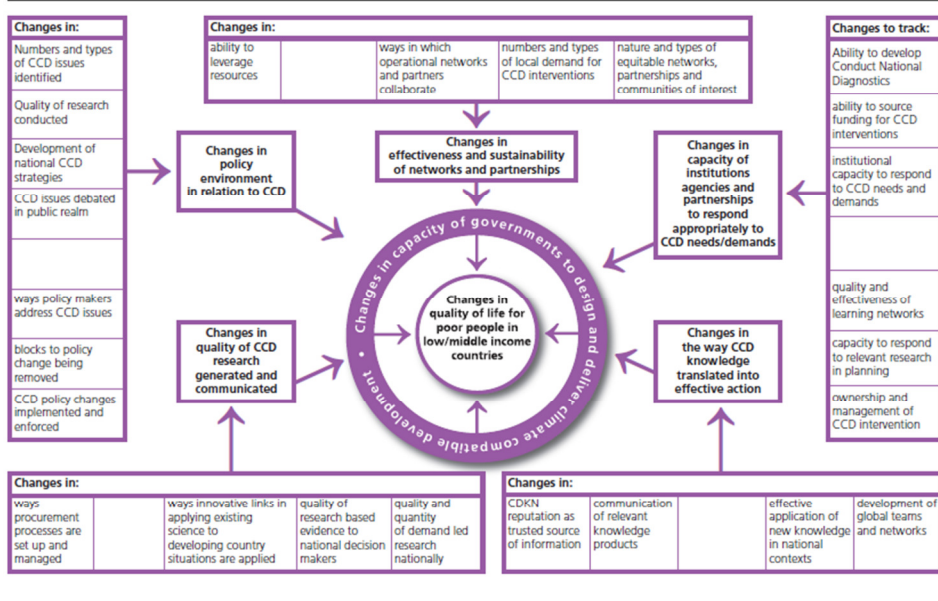 Changes in:
Numbers and types
of CCD issues
identified
Quality of research
conducted
Development of
national CCD
strategies
CCD issues debated
in public realm
ways policy makers
address CCD issues
blocks to policy
change being
removed
CCD policy changes
implemented and
enforced
Changes in:
ability to
leverage
resources
ways in which
operational networks
and partners
collaborate
numbers and types
of local demand for
CCD interventions
nature and types of
equitable networks,
partnerships and
communities of interest
Changes to track:
Ability to develop
Conduct National
Diagnostics
ability to source
funding for CCD
interventions
institutional
capacity to respond
to CCD needs and
demands
quality and
effectiveness of
learning networks
capacity to respond
to relevant research
in planning
ownership and
management of
CCD intervention
Changes in
policy
environment
in relation to CCD
Changes in
effectiveness and sustainability
of networks and partnerships
Changes in
capacity of
institutions
agencies and
partnerships
to respond
appropriately to
CCD needs/demands
Changes in capacity of governments to design and deliver climate compatible development •
Changes in
quality of life for
poor people in
low/middle income
countries
Changes in
quality of CCD
research
generated and
communicated
Changes in
the way CCD
knowledge
translated into
effective action
Changes in:
ways
procurement
processes are
set up and
managed
ways innovative links in
applying existing
science to
developing country
situations are applied
quality of
research based
evidence to
national decision
makers
quality and
quantity
of demand led
research
nationally
Changes in:
CDKN
reputation as
trusted source
of information
communication
of relevant
knowledge
products
effective
application of
new knowledge
in national
contexts
development of
global teams
and networks